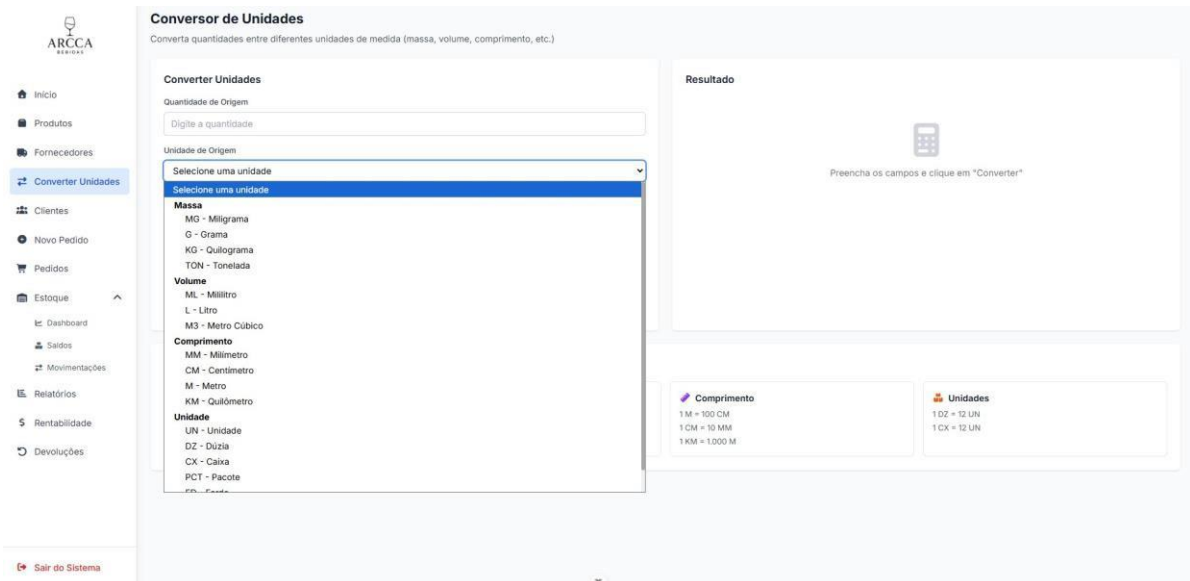 ARCCA
BEBIDAS
Início
Produtos
Fornecedores
Converter Unidades
Clientes
Novo Pedido
Pedidos
Estoque
Dashboard
Saldos
Movimentações
Relatórios
Rentabilidade
Devoluções
Sair do Sistema
Conversor de Unidades
Converta quantidades entre diferentes unidades de medida (massa, volume, comprimento, etc.)
Converter Unidades
Quantidade de Origem
Digite a quantidade
Unidade de Origem
Selecione uma unidade
Selecione uma unidade
Massa
MG - Miligrama
G - Grama
KG - Quilograma
TON - Tonelada
Volume
ML - Mililitro
L - Litro
M3 - Metro Cúbico
Comprimento
MM - Milímetro
CM - Centímetro
M - Metro
KM - Quilômetro
Unidade
UN - Unidade
DZ - Dúzia
CX - Caixa
PCT - Pacote
Resultado
Preencha os campos e clique em "Converter"
Comprimento
1 M = 100 CM
1 CM = 10 MM
1 KM = 1.000 M
Unidades
1 DZ = 12 UN
1 CX = 12 UN